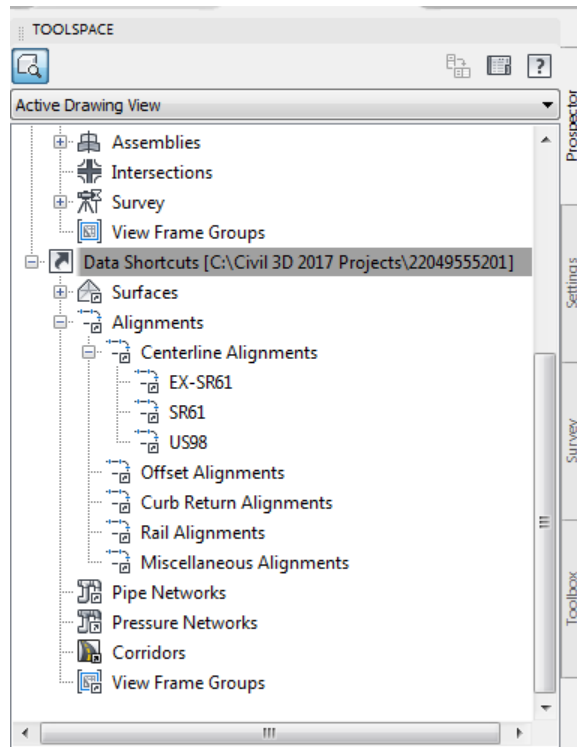 TOOLSPACE
?
Active Drawing View
Assemblies
Intersections
Survey
View Frame Groups
Data Shortcuts [C:\Civil 3D 2017 Projects\22049555201]
Surfaces
Alignments
Centerline Alignments
EX-SR61
SR61
US98
Offset Alignments
Curb Return Alignments
Rail Alignments
Miscellaneous Alignments
Pipe Networks
Pressure Networks
Corridors
View Frame Groups
Prospector
Settings
Survey
Toolbox